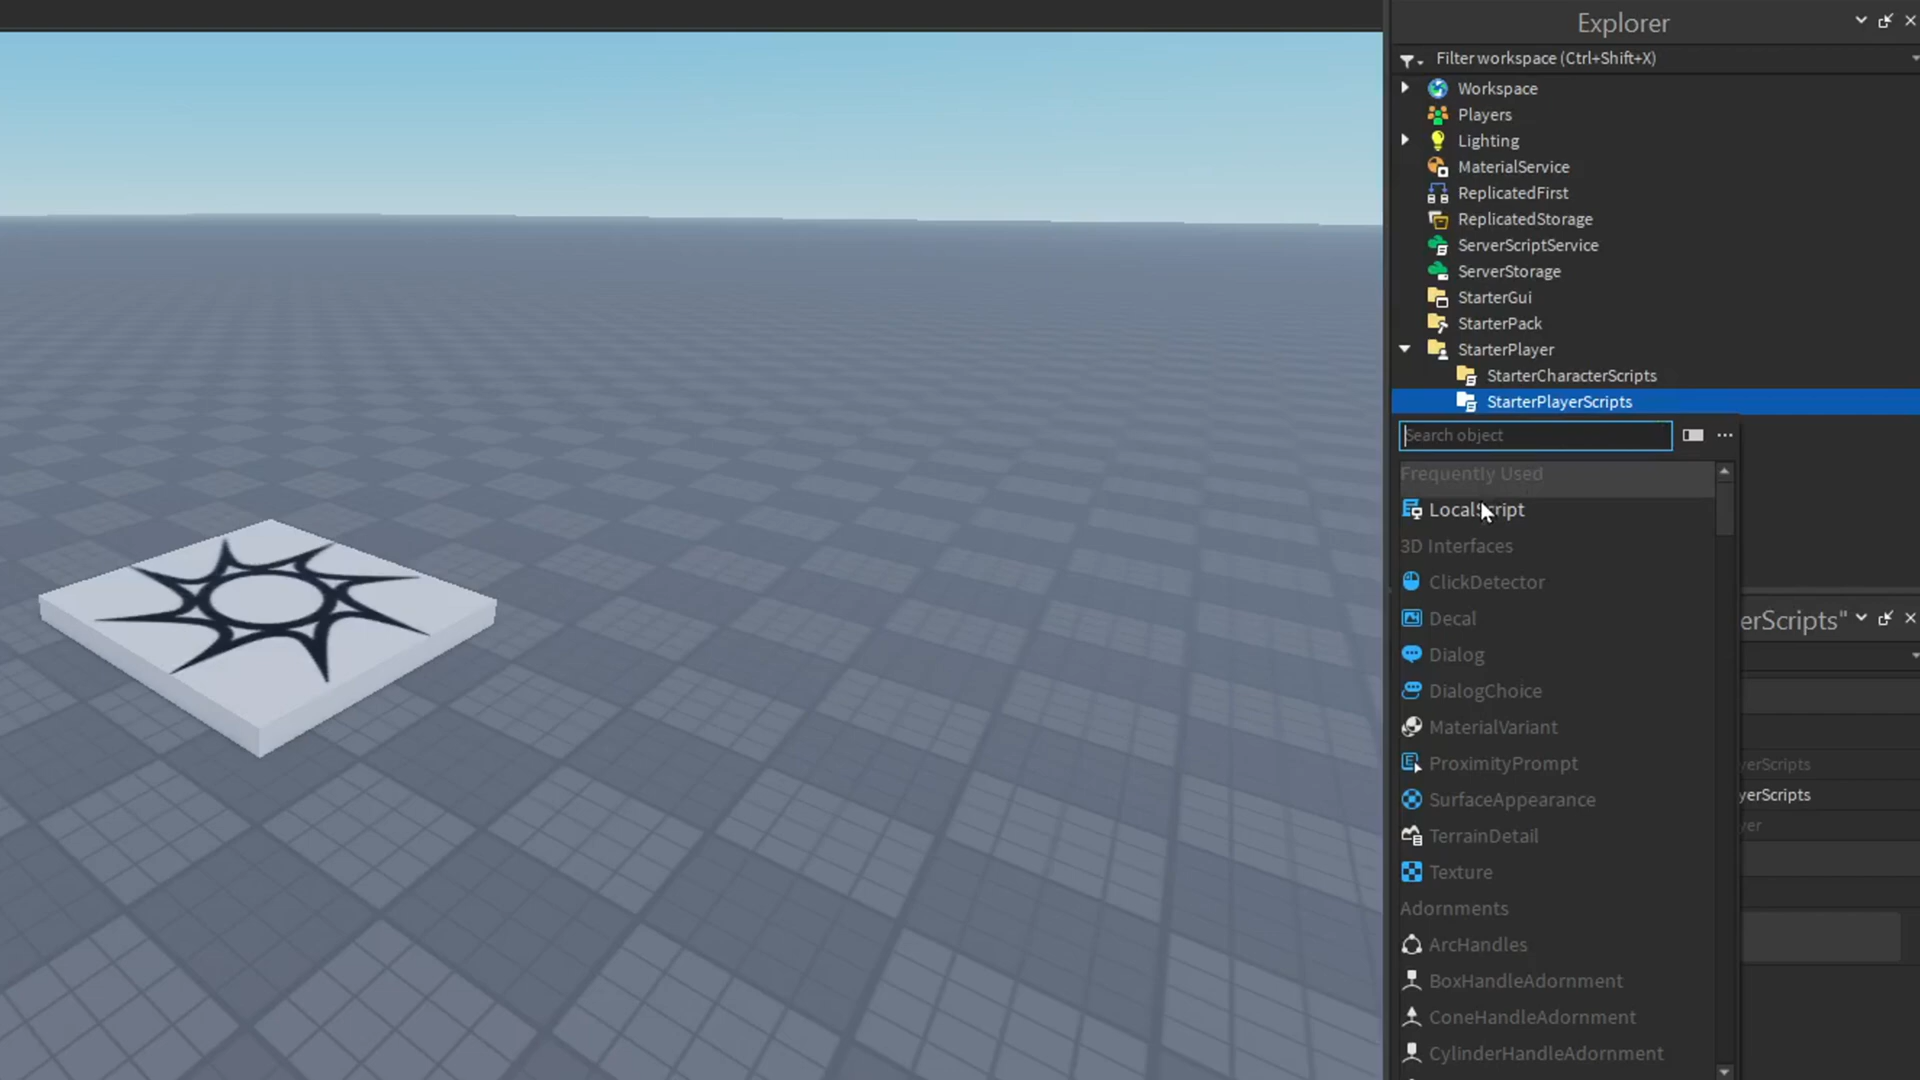 Explorer
Filter workspace (Ctrl+Shift+X)
Workspace
Players
Lighting
MaterialService
ReplicatedFirst
ReplicatedStorage
ServerScriptService
ServerStorage
StarterGui
StarterPack
StarterPlayer
StarterCharacterScripts
StarterPlayerScripts
Search object
Frequently Used
LocalScript
3D Interfaces
ClickDetector
Decal
Dialog
erScripts"
DialogChoice
MaterialVariant
ProximityPrompt
yerScripts
SurfaceAppearance
yerScripts
TerrainDetail
yer
Texture
Adornments
ArcHandles
BoxHandleAdornment
ConeHandleAdornment
CylinderHandleAdornment